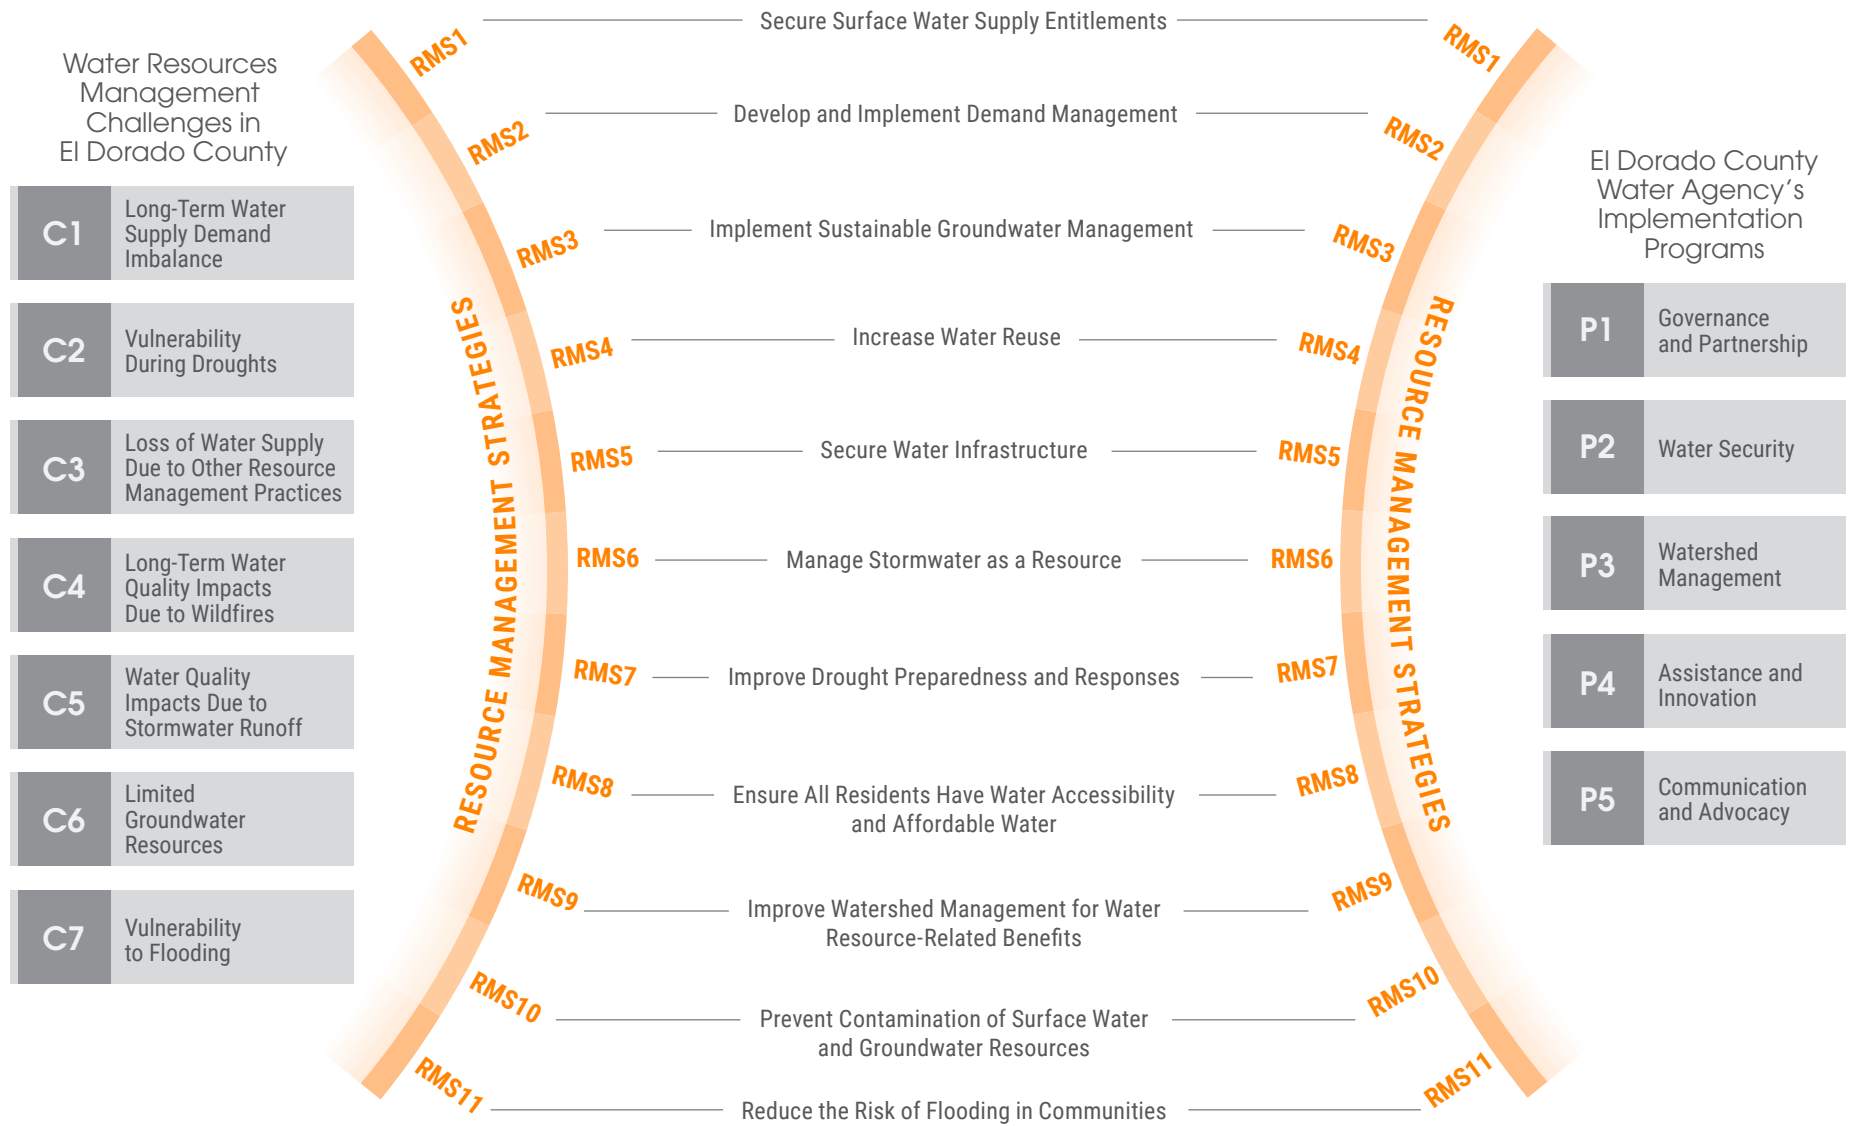 Water Resources
Management
Challenges in
El Dorado County
C1
Long-Term Water
Supply Demand
Imbalance
C2
Vulnerability
During Droughts
C3
Loss of Water Supply
Due to Other Resource
Management Practices
C4
Long-Term Water
Quality Impacts
Due to Wildfires
C5
Water Quality
Impacts Due to
Stormwater Runoff
C6
Limited
Groundwater
Resources
C7
Vulnerability
to Flooding
RESOURCE MANAGEMENT STRATEGIES
RMS1
Secure Surface Water Supply Entitlements
RMS1
RMS2
Develop and Implement Demand Management
RMS2
RMS3
Implement Sustainable Groundwater Management
RMS3
RMS4
Increase Water Reuse
RMS4
RMS5
Secure Water Infrastructure
RMS5
RMS6
Manage Stormwater as a Resource
RMS6
RMS7
Improve Drought Preparedness and Responses
RMS7
RMS8
Ensure All Residents Have Water Accessibility
and Affordable Water
RMS8
RMS9
Improve Watershed Management for Water
Resource-Related Benefits
RMS9
RMS10
Prevent Contamination of Surface Water
and Groundwater Resources
RMS10
RMS11
Reduce the Risk of Flooding in Communities
RMS11
RESOURCE MANAGEMENT STRATEGIES
El Dorado County
Water Agency's
Implementation
Programs
P1
Governance
and Partnership
P2
Water Security
P3
Watershed
Management
P4
Assistance and
Innovation
P5
Communication
and Advocacy